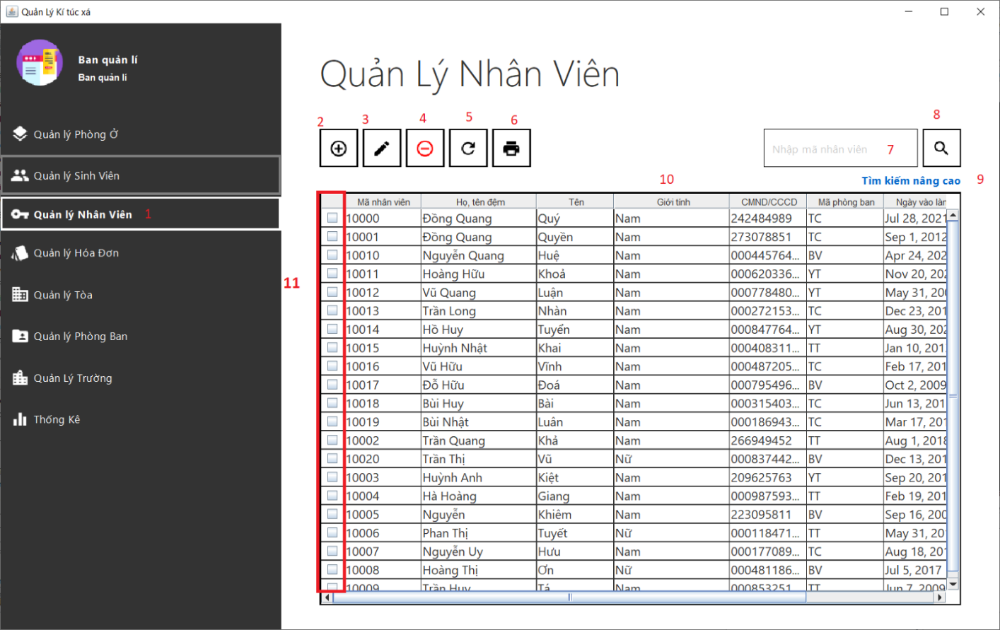 Quản Lý Kí túc xá
Ban quản lí
Ban quản lí
Quản lý Phòng Ở
Quản lý Sinh Viên
Quản lý Nhân Viên 1
Quản lý Hóa Đơn
Quản lý Tòa
Quản lý Phòng Ban
Quản Lý Trường
Thống Kê
Quản Lý Nhân Viên
2 3 4 5 6 8
Nhập mã nhân viên 7
Tìm kiếm nâng cao 9
10
11
Mã nhân viên Họ, tên đệm Tên Giới tính CMND/CCCD Mã phòng ban Ngày vào làn
10000 Đồng Quang Quý Nam 242484989 TC Jul 28, 2021
10001 Đồng Quang Quyền Nam 273078851 TC Sep 1, 2012
10010 Nguyễn Quang Huệ Nam 000445764... BV Apr 24, 202
10011 Hoàng Hữu Khoả Nam 000620336... YT Nov 20, 202
10012 Vũ Quang Luận Nam 000778480... YT May 31, 200
10013 Trần Long Nhàn Nam 000272153... TC Dec 23, 201
10014 Hồ Huy Tuyển Nam 000847764... YT Aug 30, 202
10015 Huỳnh Nhật Khai Nam 000408311... TT Jan 10, 201
10016 Vũ Hữu Vĩnh Nam 000487205... TC Feb 17, 201
10017 Đỗ Hữu Đoá Nam 000795496... BV Oct 2, 2009
10018 Bùi Huy Bài Nam 000315403... TC Jun 13, 201
10019 Bùi Nhật Luân Nam 000186943... TC Mar 17, 201
10002 Trần Quang Khả Nam 266949452 TT Aug 1, 2018
10020 Trần Thị Vũ Nữ 000837442... BV Dec 13, 201
10003 Huỳnh Anh Kiệt Nam 209625763 YT Sep 20, 201
10004 Hà Hoàng Giang Nam 000987593... TT Feb 19, 201
10005 Nguyễn Khiêm Nam 223095811 BV Sep 16, 200
10006 Phan Thị Tuyết Nữ 000118471... TT May 31, 20
10007 Nguyễn Uy Hưu Nam 000177089... TC Aug 18, 201
10008 Hoàng Thị Ơn Nữ 000481186... BV Jul 5, 2017
10009 Trần Huy Tá Nam 000853251 TT Jun 7, 2009